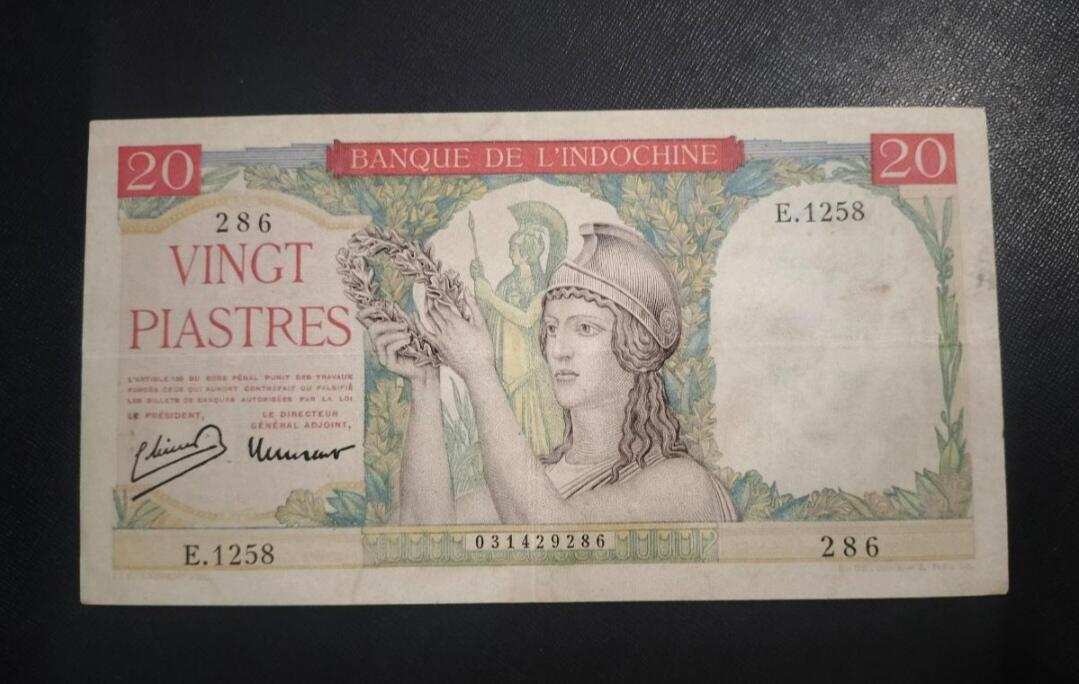 20
BANQUE DE L'INDOCHINE
20
286
E.1258
VINGT
PIASTRES
L'ARTICLE 139 DU CODE PÉNAL PUNIT DES TRAVAUX
FORCÉS CEUX QUI AURONT CONTREFAIT OU FALSIFIÉ
LES BILLETS DE BANQUES AUTORISÉES PAR LA LOI
LE PRÉSIDENT,
LE DIRECTEUR
GÉNÉRAL ADJOINT,
E.1258
031429286
286